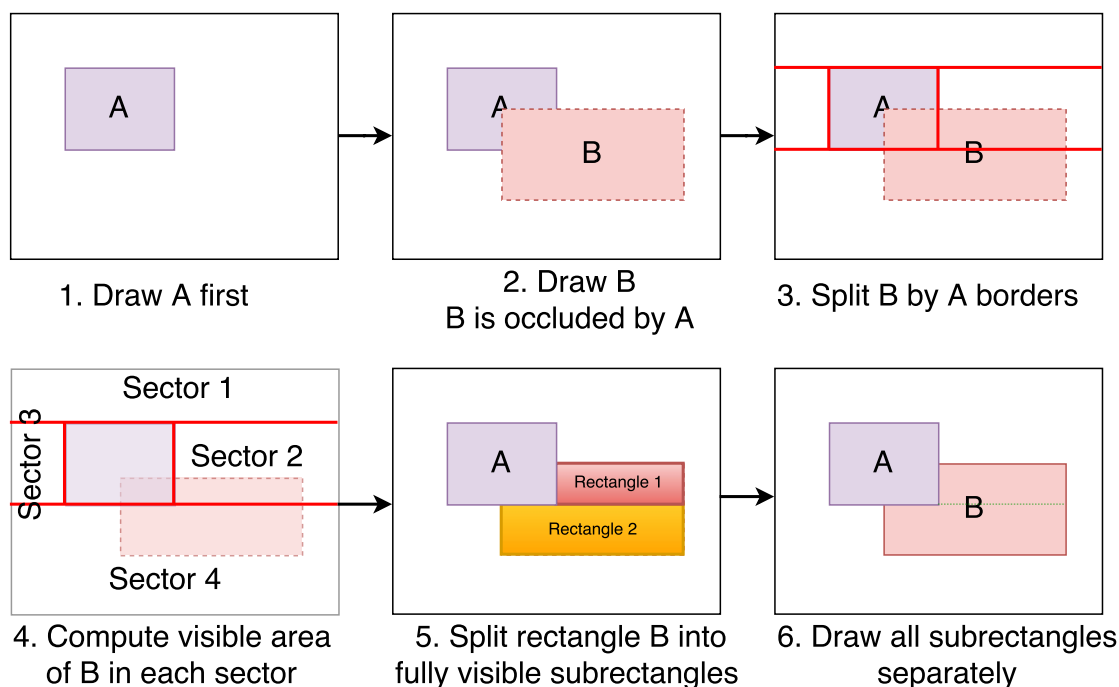 A
A
B
A
B
1. Draw A first
2. Draw B
B is occluded by A
3. Split B by A borders
Sector 1
Sector 3
Sector 2
Sector 4
A
Rectangle 1
Rectangle 2
A
B
4. Compute visible area
of B in each sector
5. Split rectangle B into
fully visible subrectangles
6. Draw all subrectangles
separately